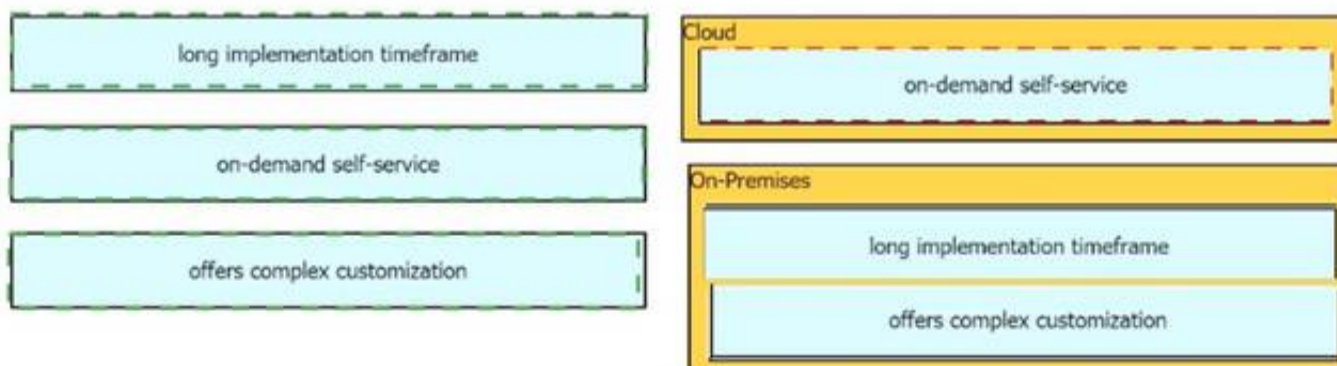 long implementation timeframe
on-demand self-service
offers complex customization
Cloud
on-demand self-service
On-Premises
long implementation timeframe
offers complex customization